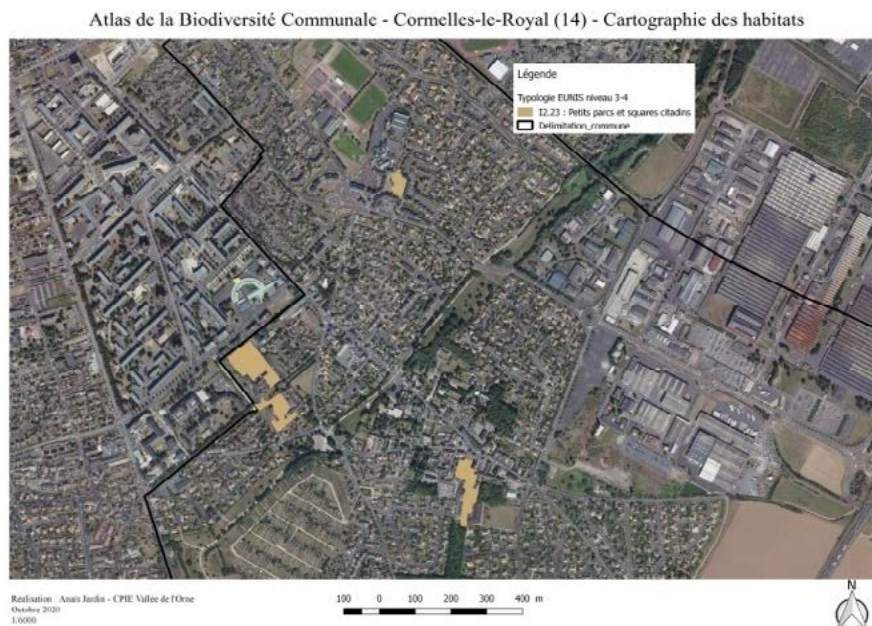 Atlas de la Biodiversité Communale - Cormelles-le-Royal (14) - Cartographie des habitats
Légende
Typologie EUNIS niveau 3-4
I2.23 : Petits parcs et squares citadins
Delimitation_commune
Réalisation : Anaïs Jardin - CPIE Vallée de l'Orne
Octobre 2020
1/6000
100 0 100 200 300 400 m
N